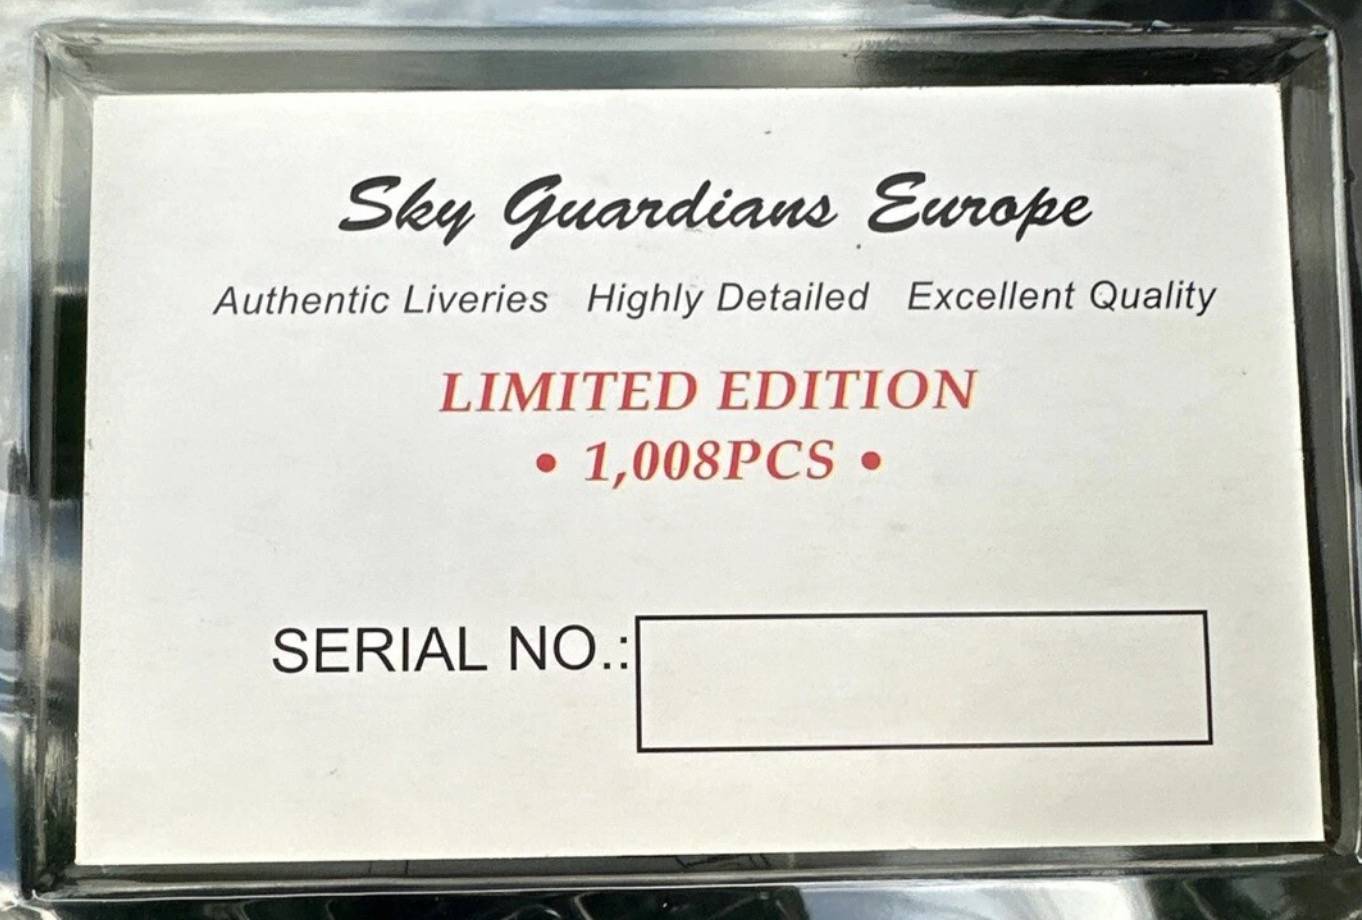 Sky Guardians Europe
Authentic Liveries Highly Detailed Excellent Quality
LIMITED EDITION
• 1,008PCS •
SERIAL NO.: